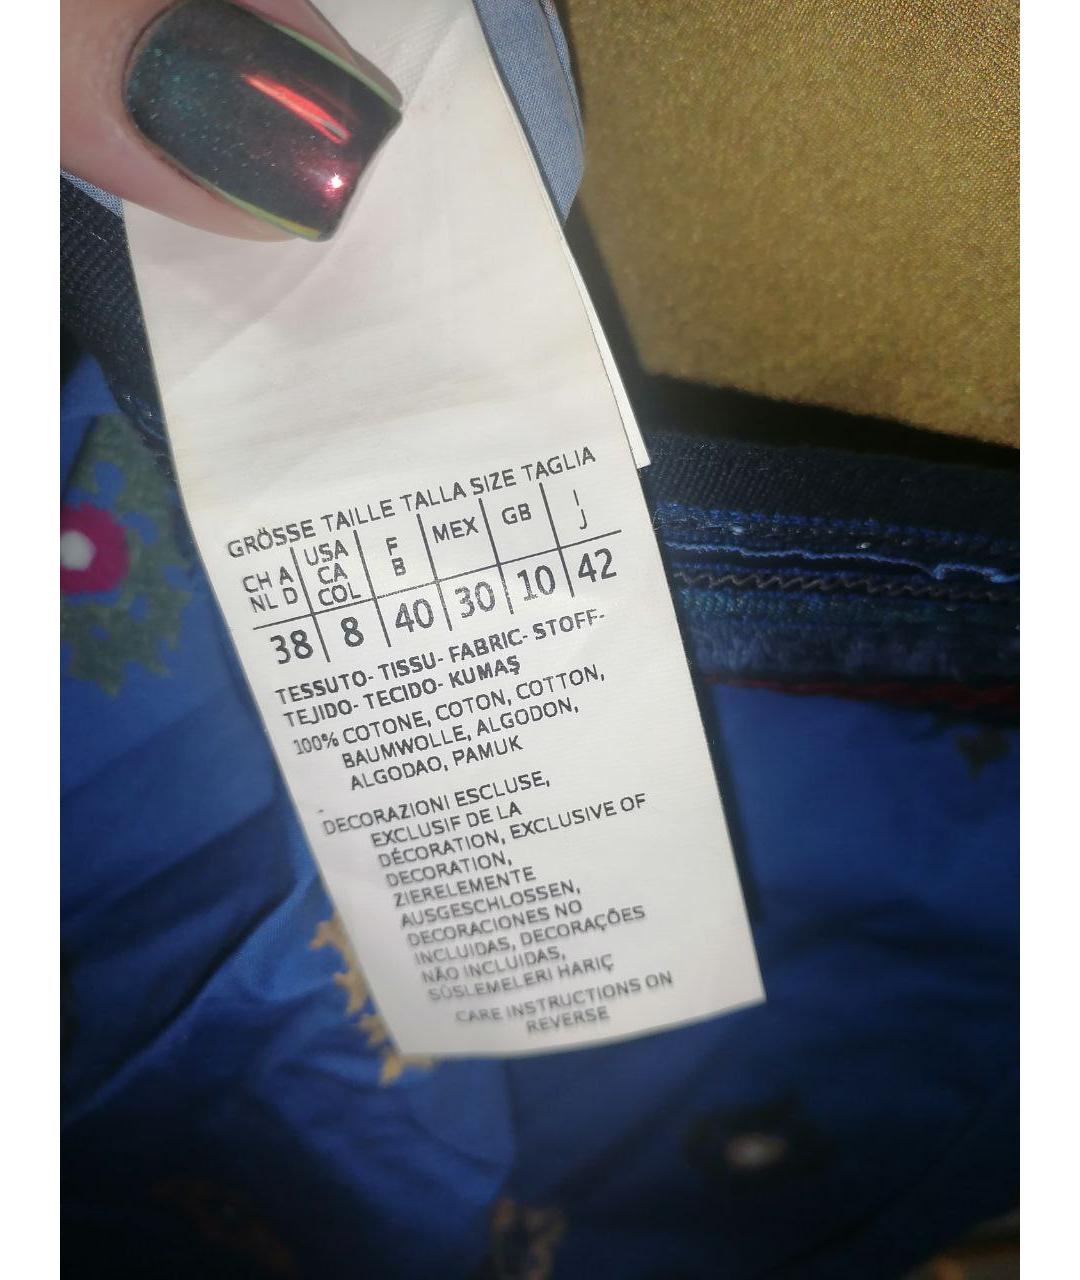 GRÖSSE TAILLE TALLA SIZE TAGLIA
CH A NL D | USA CA COL | F B | MEX | GB | I J
38 | 8 | 40 | 30 | 10 | 42
TESSUTO- TISSU- FABRIC- STOFF-
TEJIDO- TECIDO- KUMAŞ
100% COTONE, COTON, COTTON,
BAUMWOLLE, ALGODON,
ALGODAO, PAMUK
-
DECORAZIONI ESCLUSE,
EXCLUSIF DE LA
DÉCORATION, EXCLUSIVE OF
DECORATION,
ZIERELEMENTE
AUSGESCHLOSSEN,
DECORACIONES NO
INCLUIDAS, DECORAÇÕES
NÃO INCLUIDAS,
SÜSLEMELERI HARIÇ
CARE INSTRUCTIONS ON
REVERSE